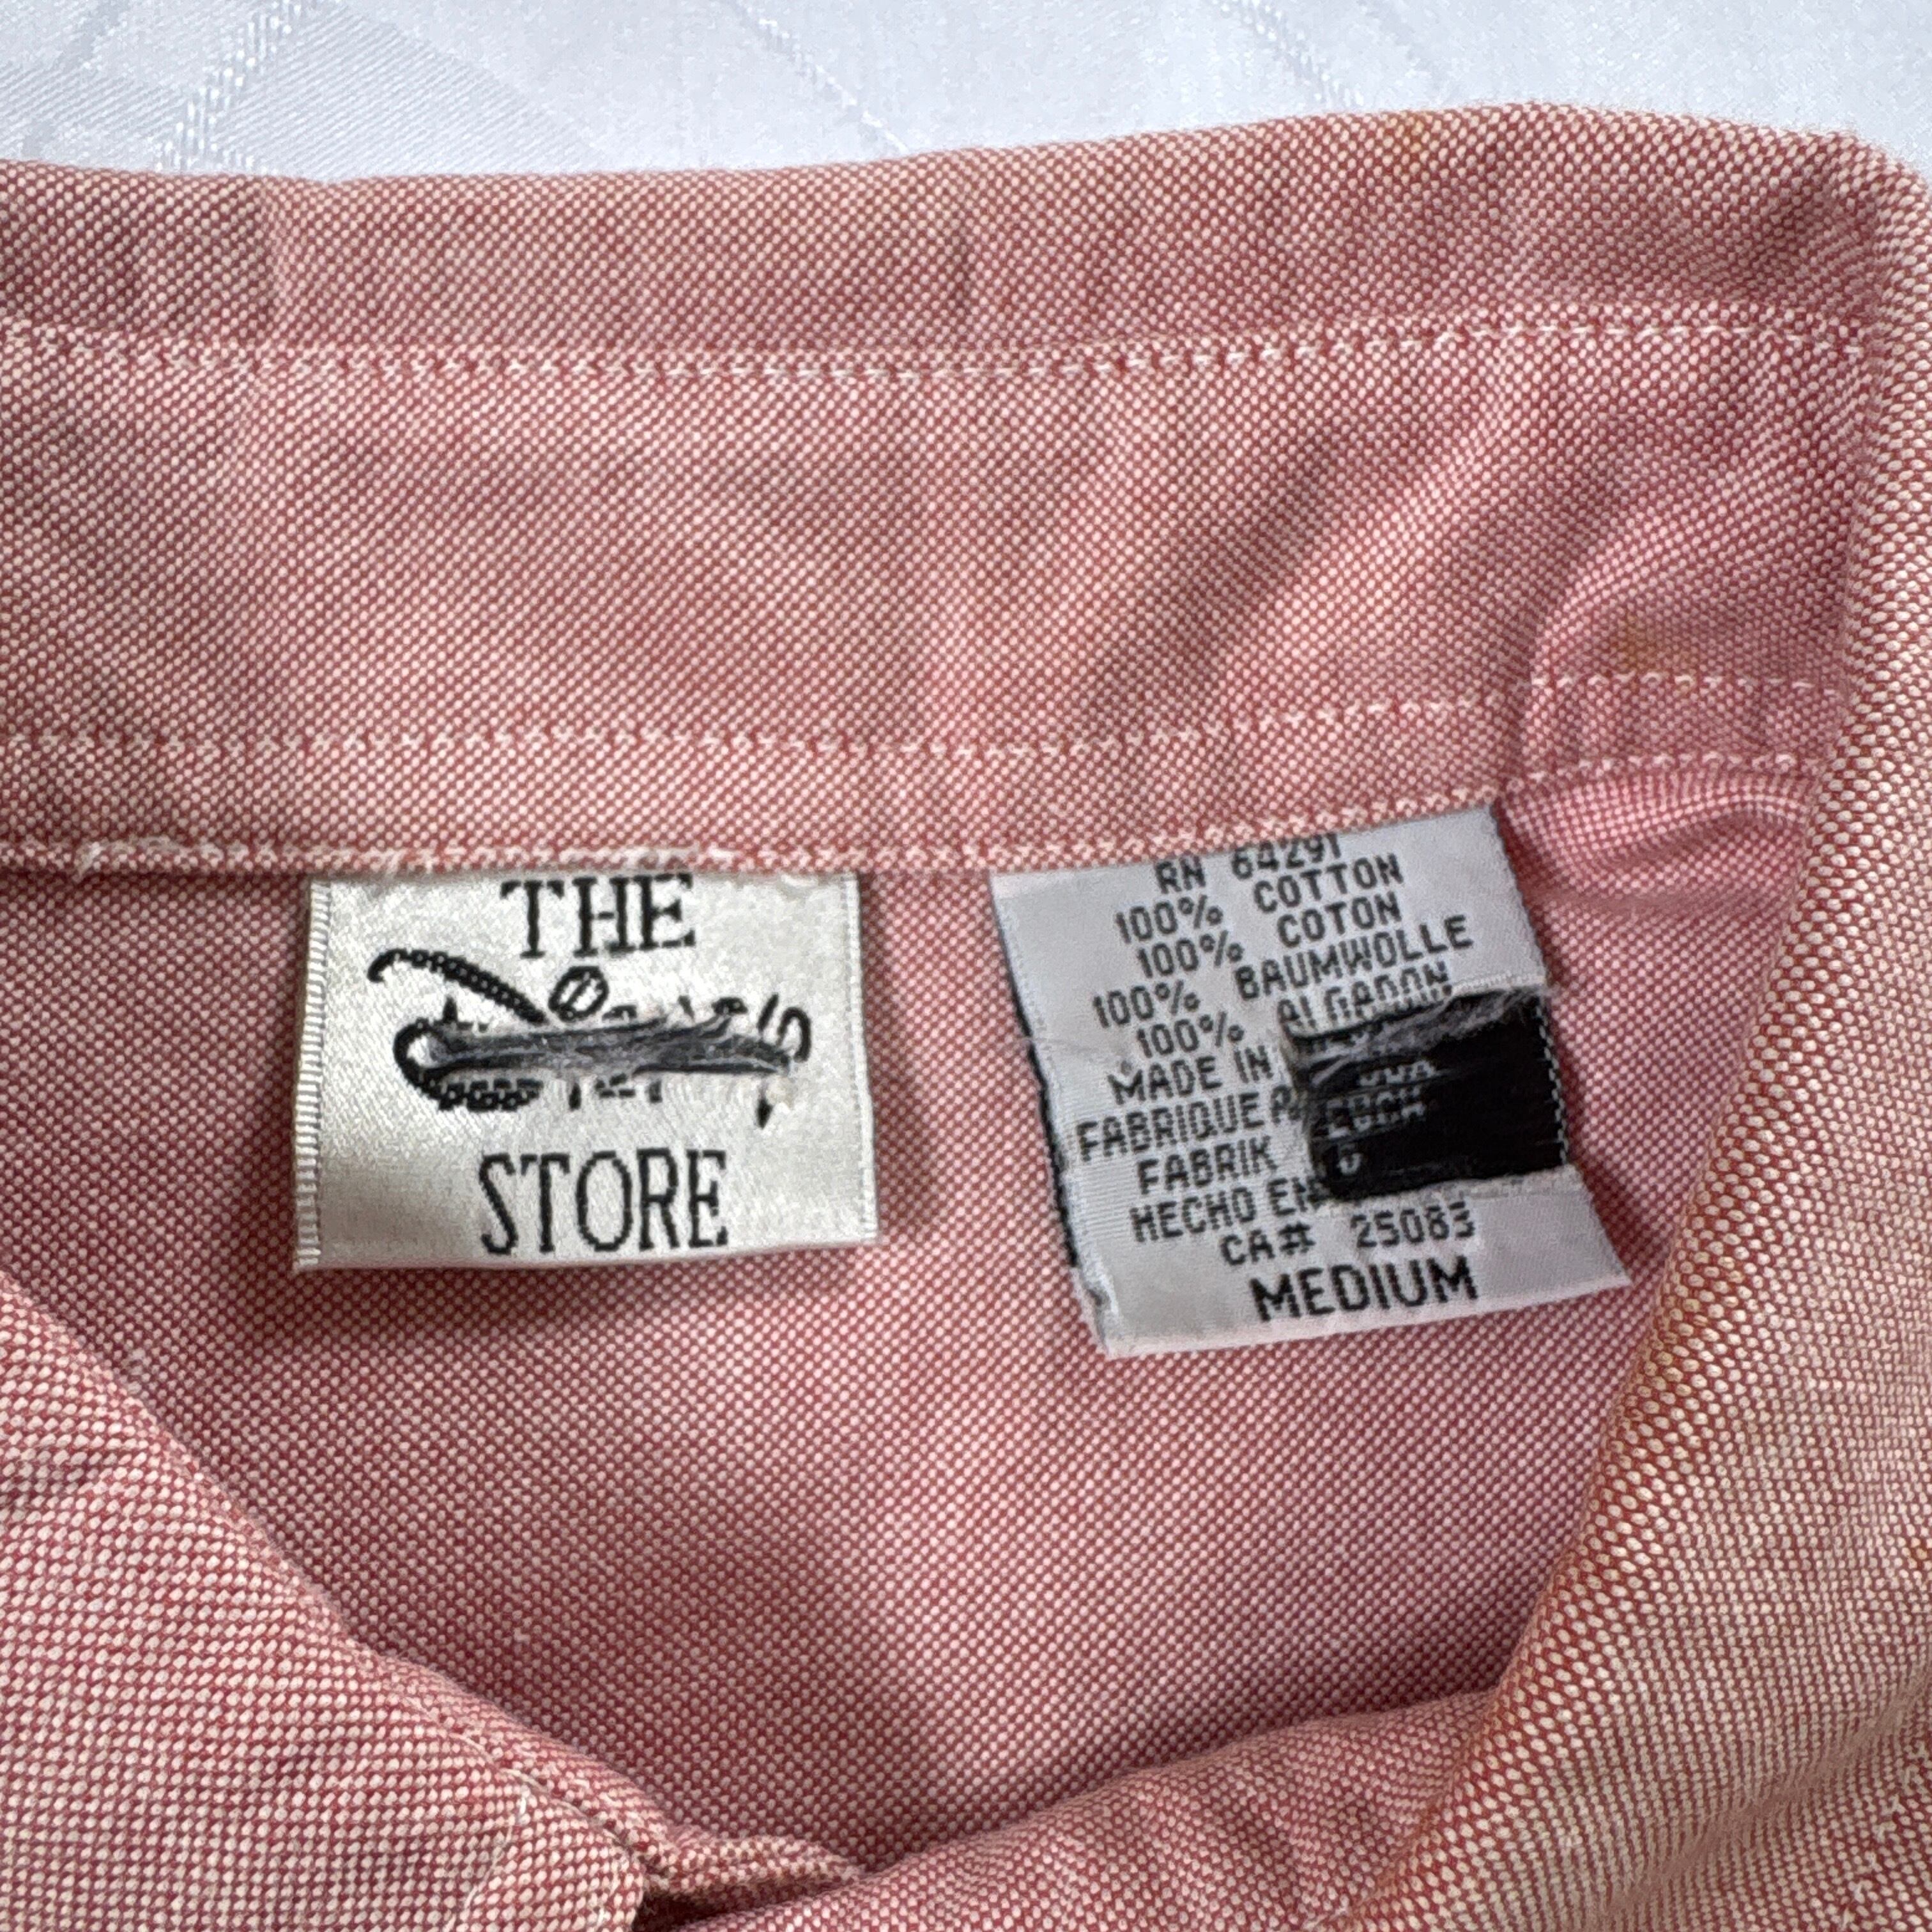 THE
STORE
RN 64291
100% COTTON
100% COTON
100% BAUMWOLLE
100% ALGADON
MADE IN
FABRIQUE
FABRIK
HECHO EN
CA# 25083
MEDIUM